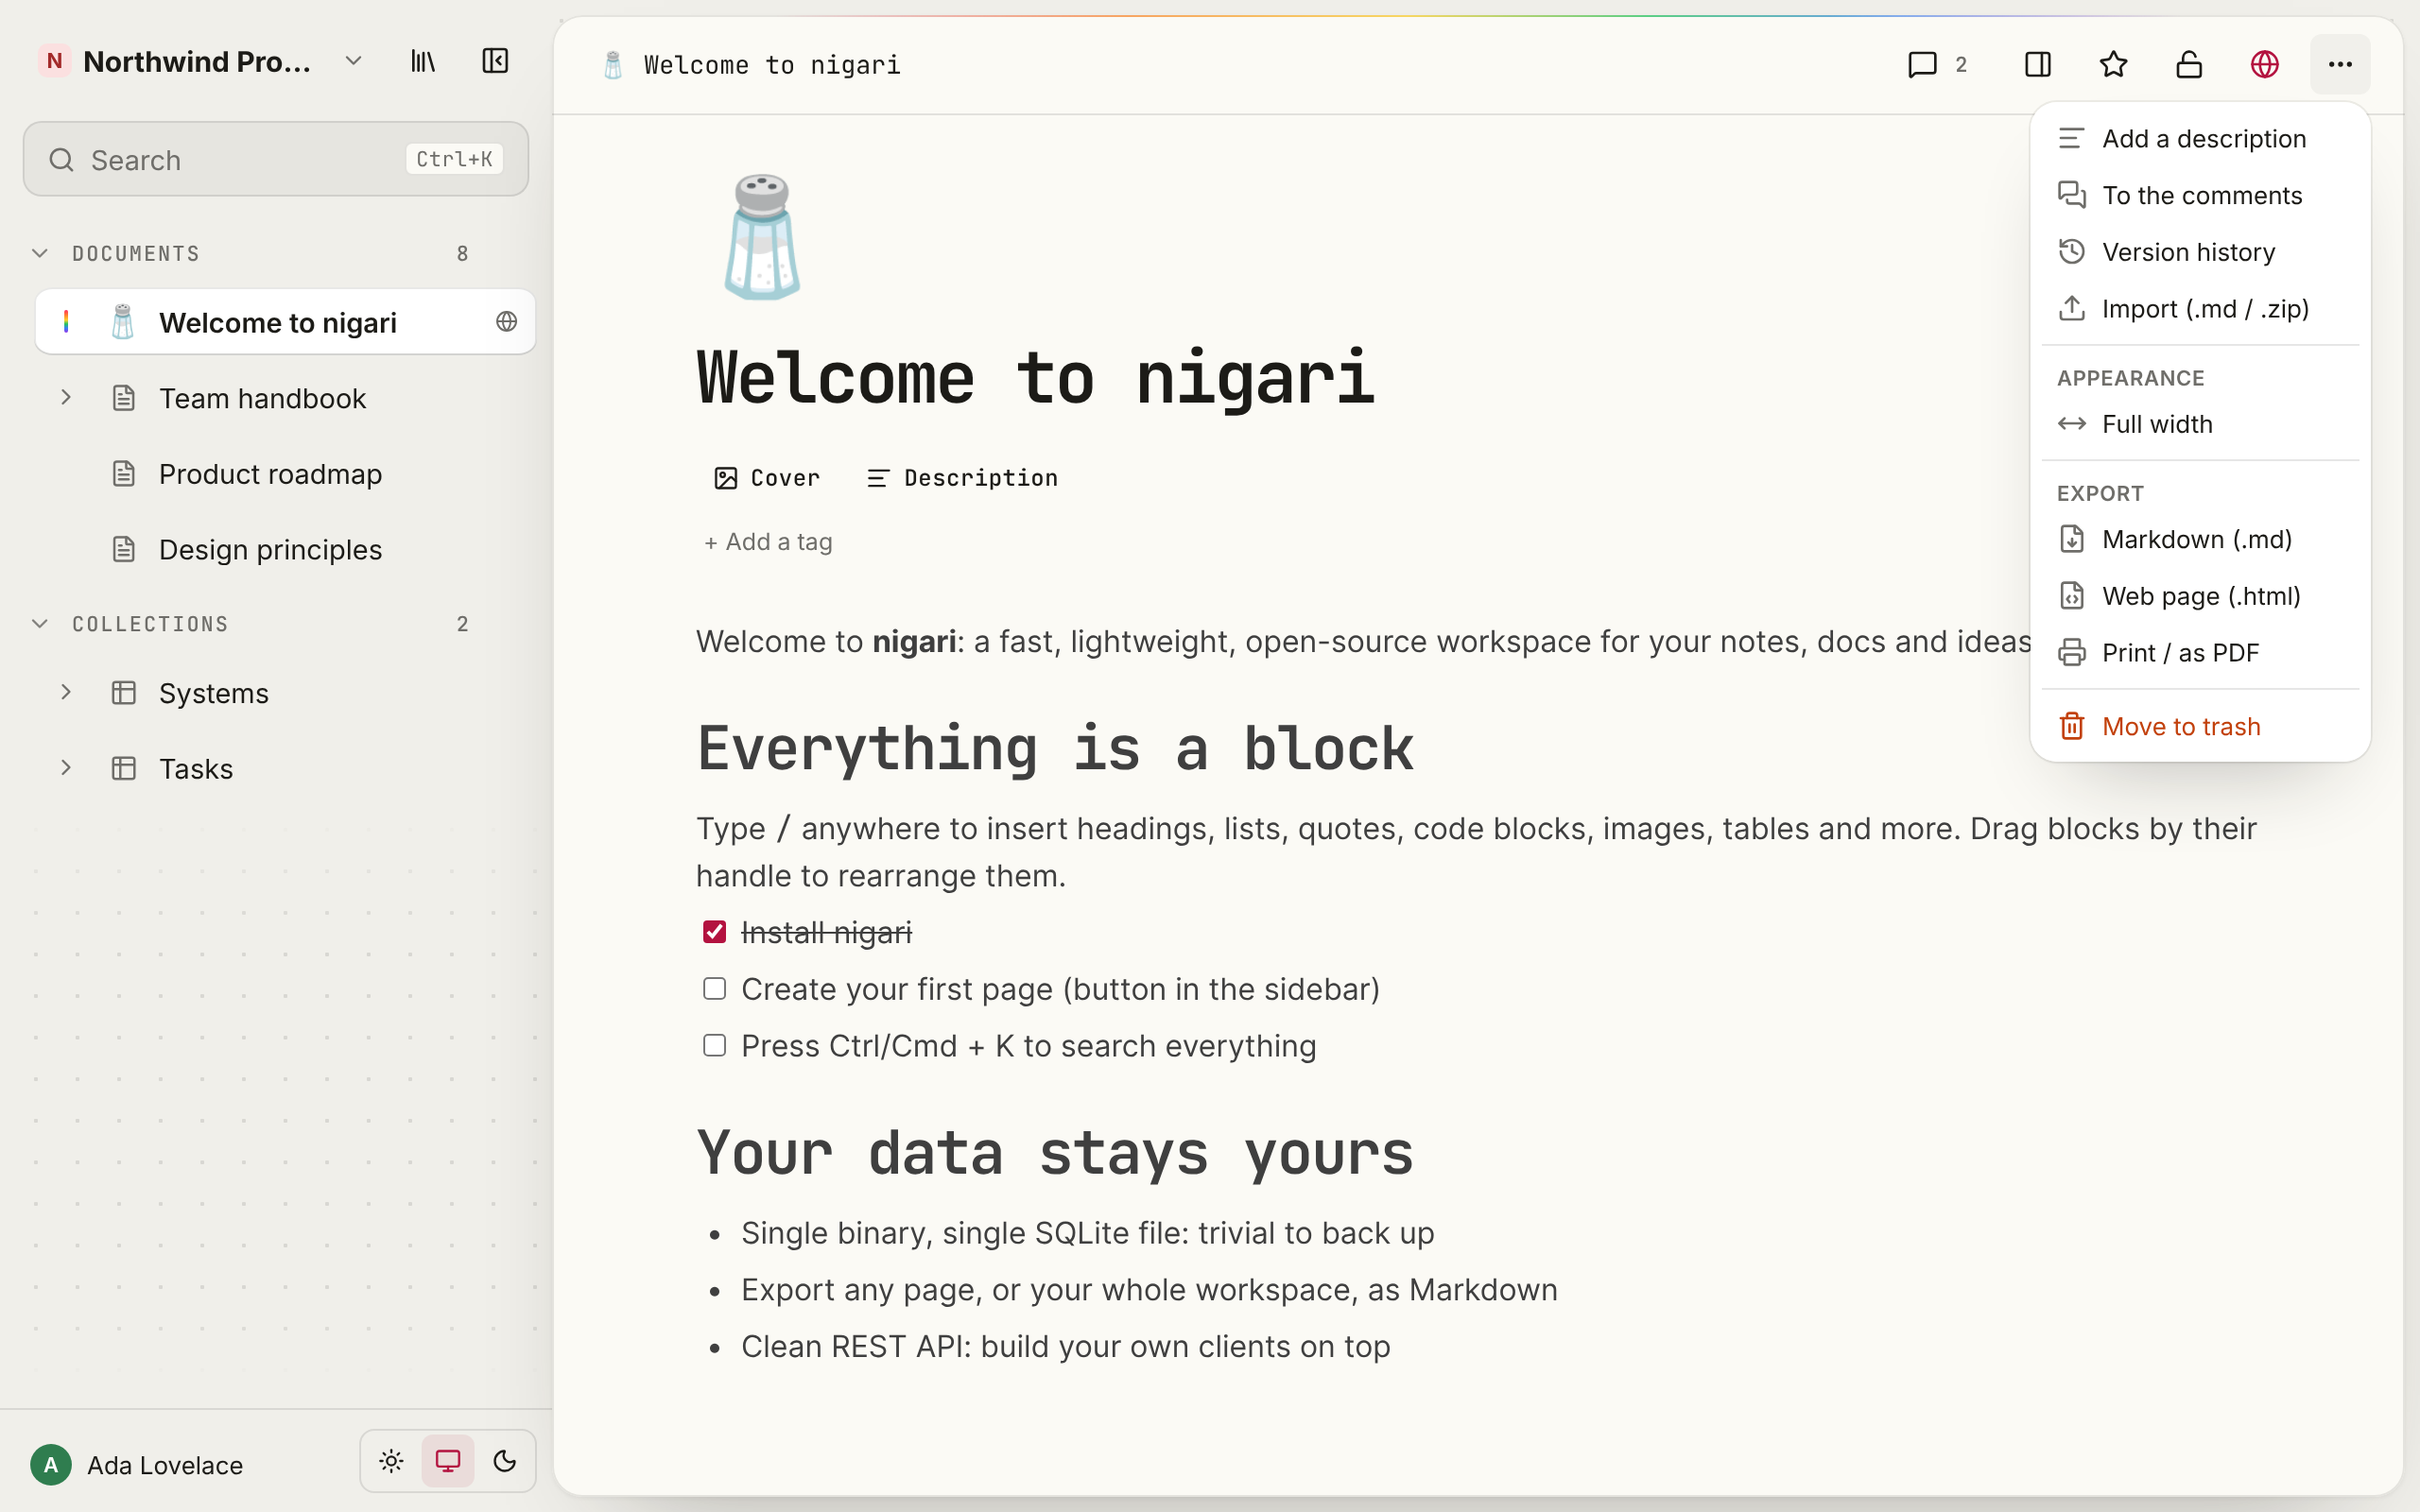 N Northwind Pro...
Search Ctrl+K
DOCUMENTS 8
Welcome to nigari
Team handbook
Product roadmap
Design principles
COLLECTIONS 2
Systems
Tasks
A Ada Lovelace
Welcome to nigari
2
Welcome to nigari
Cover Description
+ Add a tag
Welcome to nigari: a fast, lightweight, open-source workspace for your notes, docs and ideas
Everything is a block
Type / anywhere to insert headings, lists, quotes, code blocks, images, tables and more. Drag blocks by their
handle to rearrange them.
Install nigari
Create your first page (button in the sidebar)
Press Ctrl/Cmd + K to search everything
Your data stays yours
• Single binary, single SQLite file: trivial to back up
• Export any page, or your whole workspace, as Markdown
• Clean REST API: build your own clients on top
Add a description
To the comments
Version history
Import (.md / .zip)
APPEARANCE
Full width
EXPORT
Markdown (.md)
Web page (.html)
Print / as PDF
Move to trash